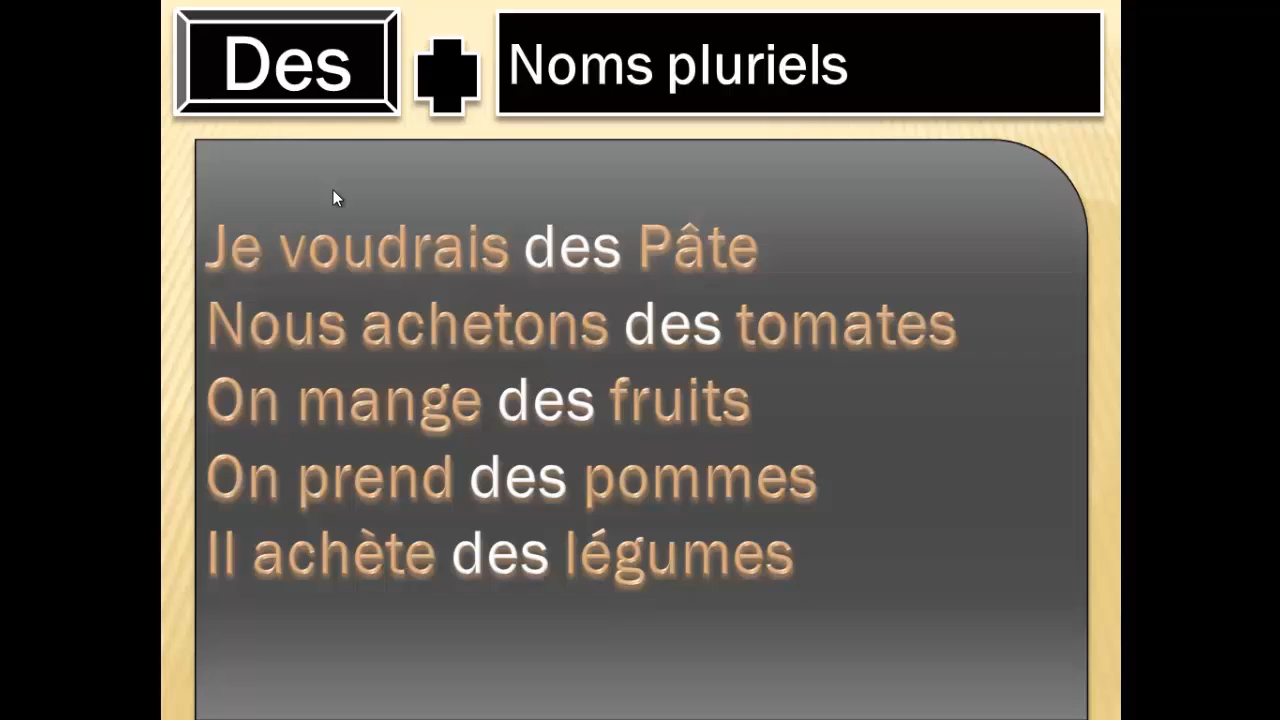 Des
Noms pluriels
Je voudrais des Pâte
Nous achetons des tomates
On mange des fruits
On prend des pommes
Il achète des légumes